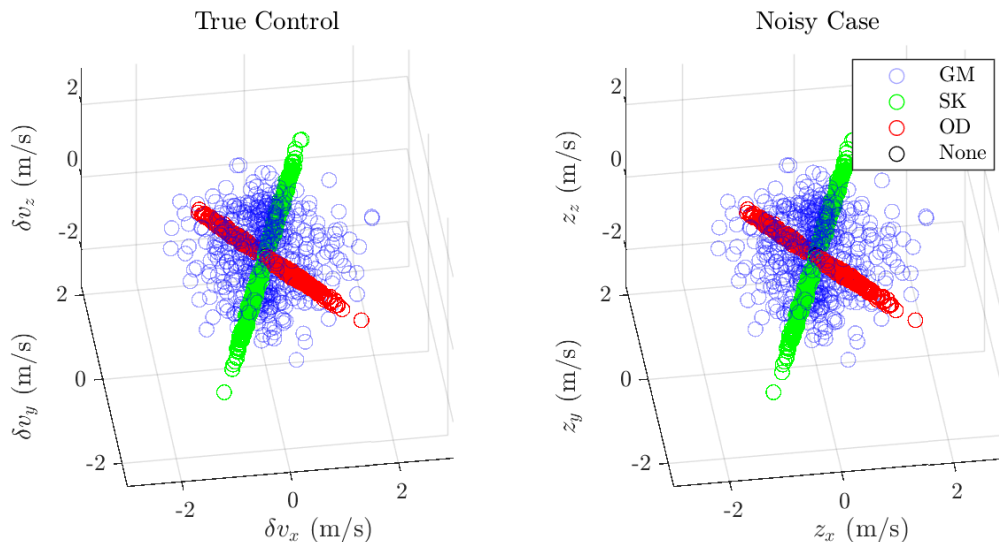 True Control
2
0
-2
δv_z (m/s)
2
0
-2
δv_y (m/s)
-2
0
2
δv_x (m/s)
Noisy Case
GM
SK
OD
None
2
0
-2
z_z (m/s)
2
0
-2
z_y (m/s)
-2
0
2
z_x (m/s)